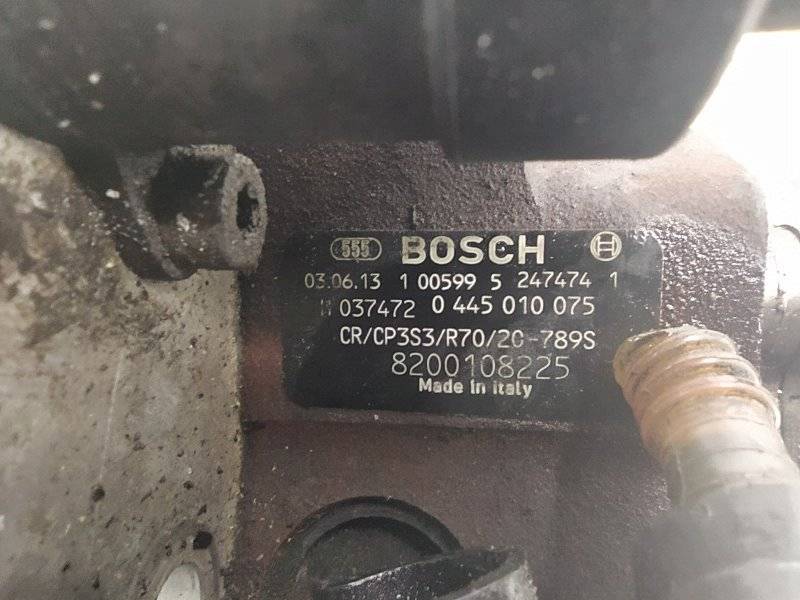 555 BOSCH
03.06.13 1 00599 5 247474 1
M 037472 0 445 010 075
CR/CP3S3/R70/20-789S
8200108225
Made in Italy